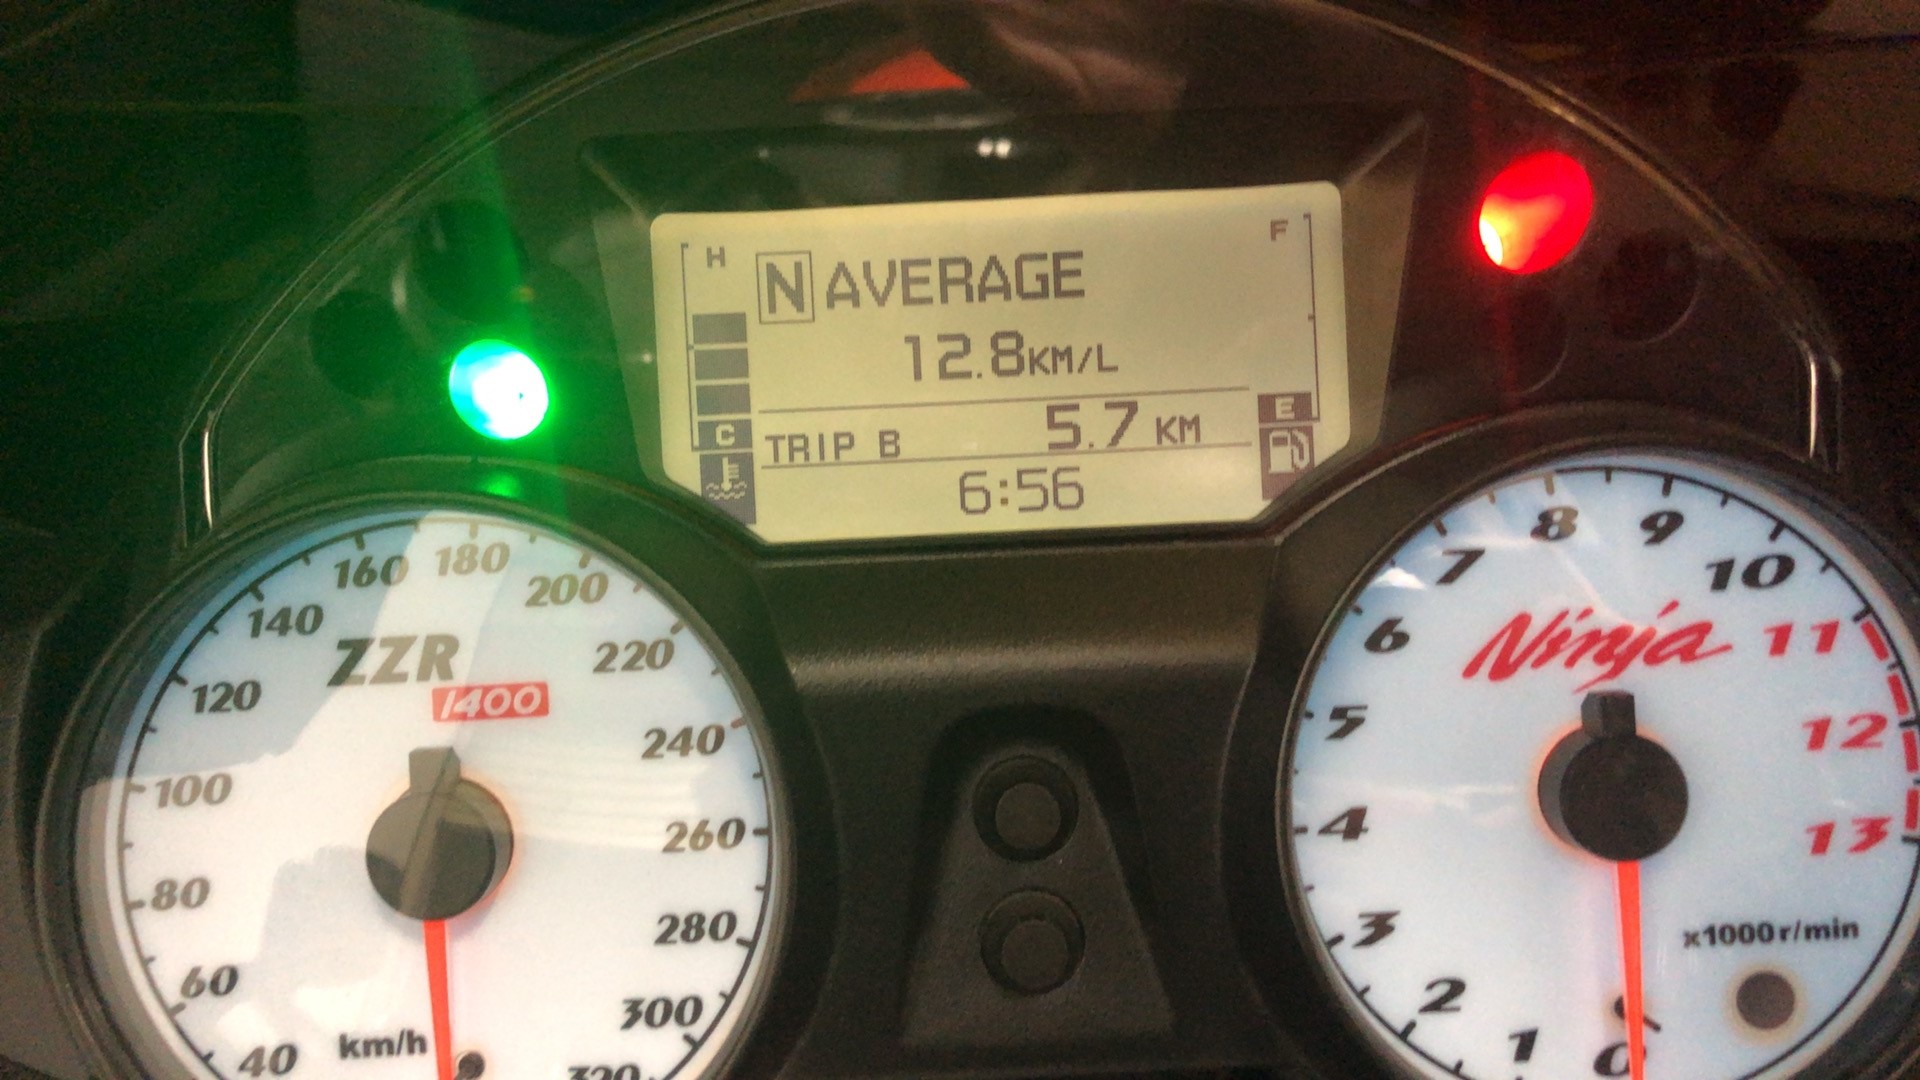 H
F
N AVERAGE
12.8KM/L
E
C
TRIP B 5.7 KM
6:56
ZZR
1400
40
60
80
100
120
140
160
180
200
220
240
260
280
300
320
km/h
Ninja
0
1
2
3
4
5
6
7
8
9
10
11
12
13
x1000r/min